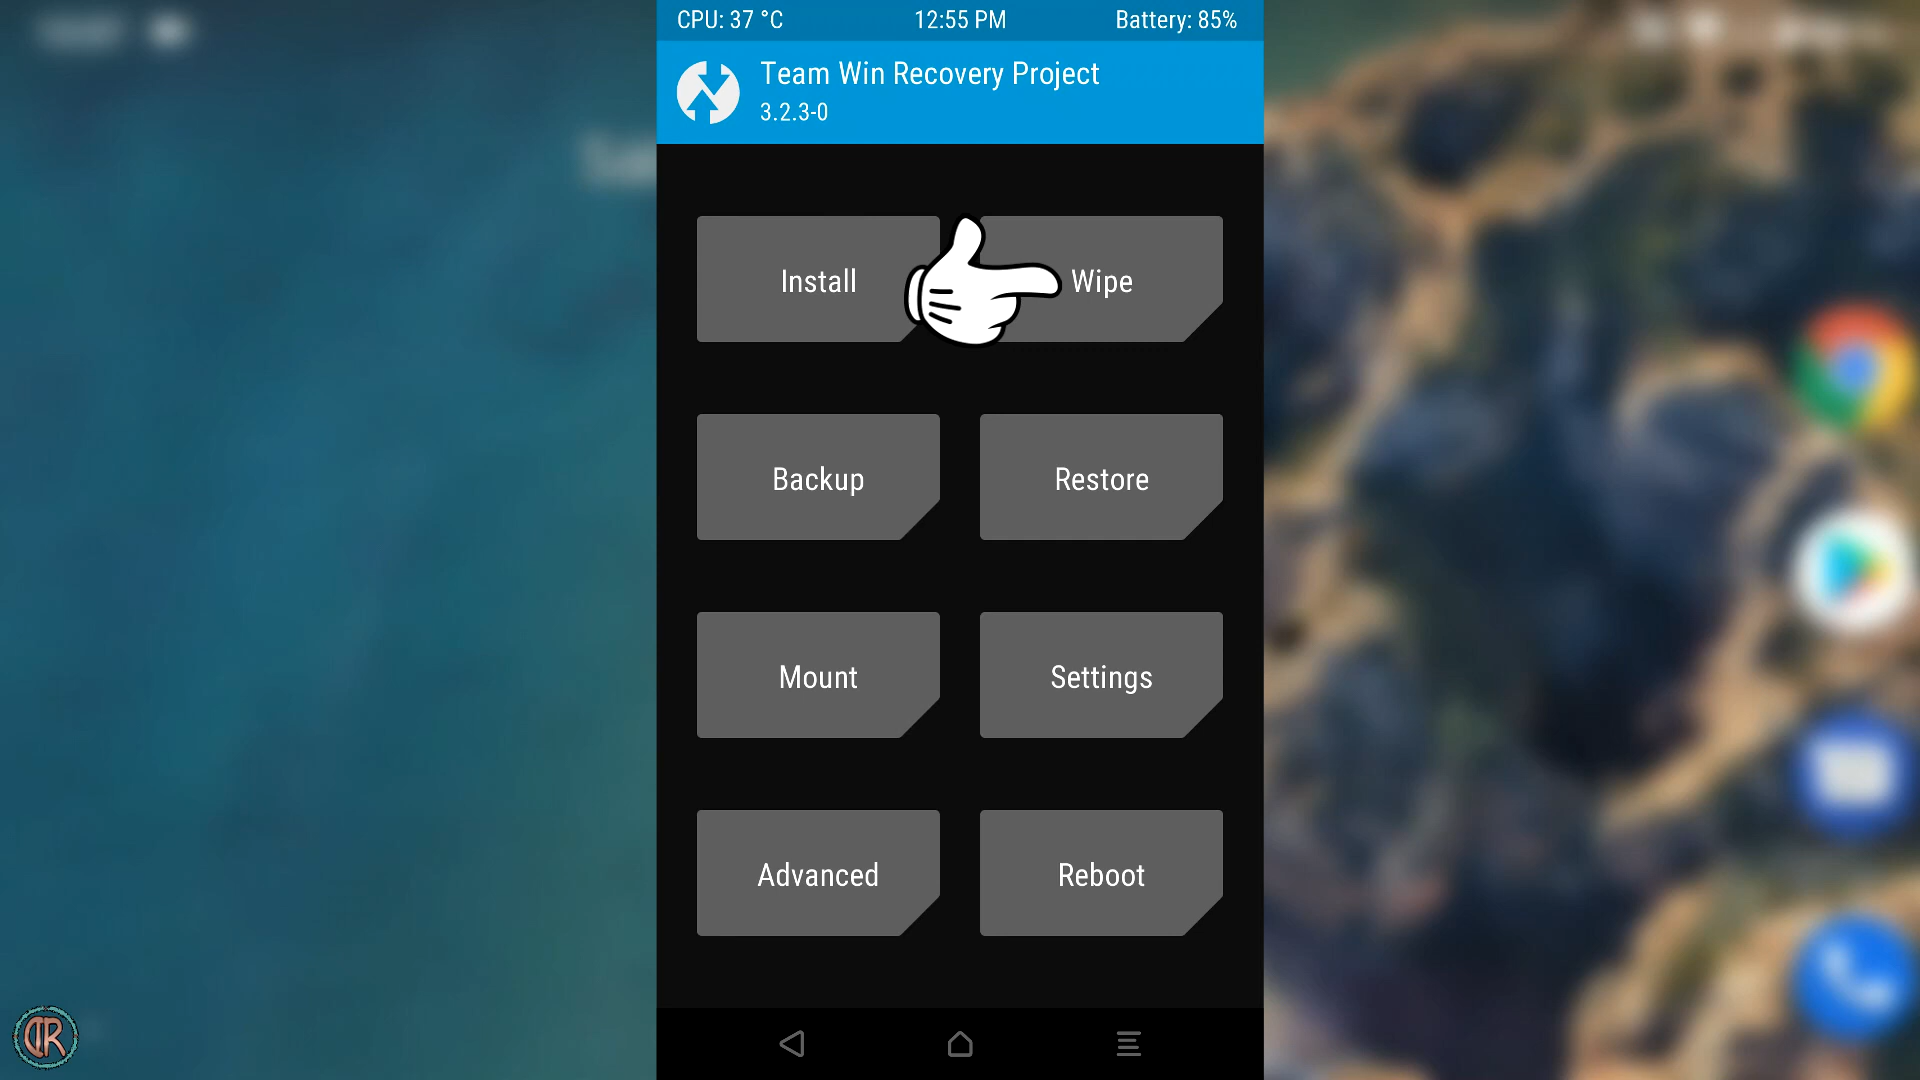 CPU: 37 °C 12:55 PM Battery: 85%
Team Win Recovery Project
3.2.3-0
Install Wipe
Backup Restore
Mount Settings
Advanced Reboot